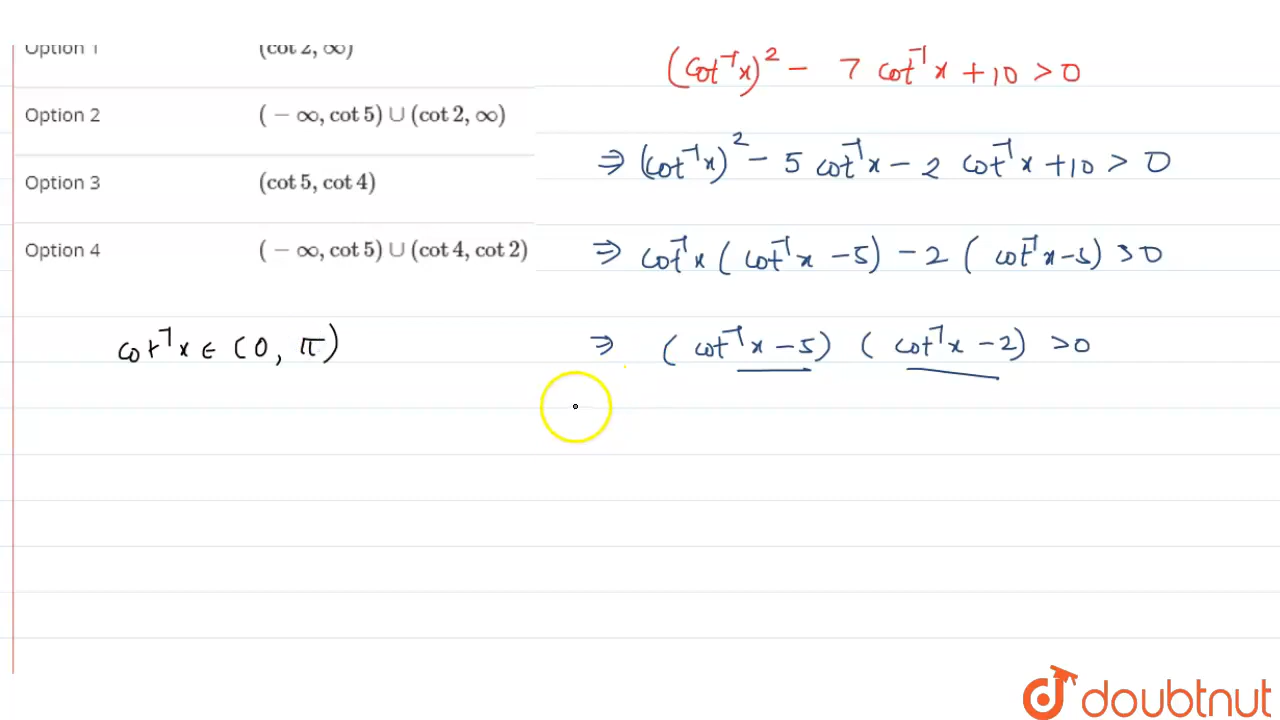 Option 1 (cot 2, ∞)
(cot⁻¹x)² − 7 cot⁻¹x + 10 > 0
Option 2 (− ∞, cot 5) ∪ (cot 2, ∞)
⇒ (cot⁻¹x)² − 5 cot⁻¹x − 2 cot⁻¹x + 10 > 0
Option 3 (cot 5, cot 4)
Option 4 (− ∞, cot 5) ∪ (cot 4, cot 2)
⇒ cot⁻¹x ( cot⁻¹x − 5) − 2 ( cot⁻¹x − 5) > 0
cot⁻¹x ∈ (0, π)
⇒ ( cot⁻¹x − 5) ( cot⁻¹x − 2) > 0
doubtnut